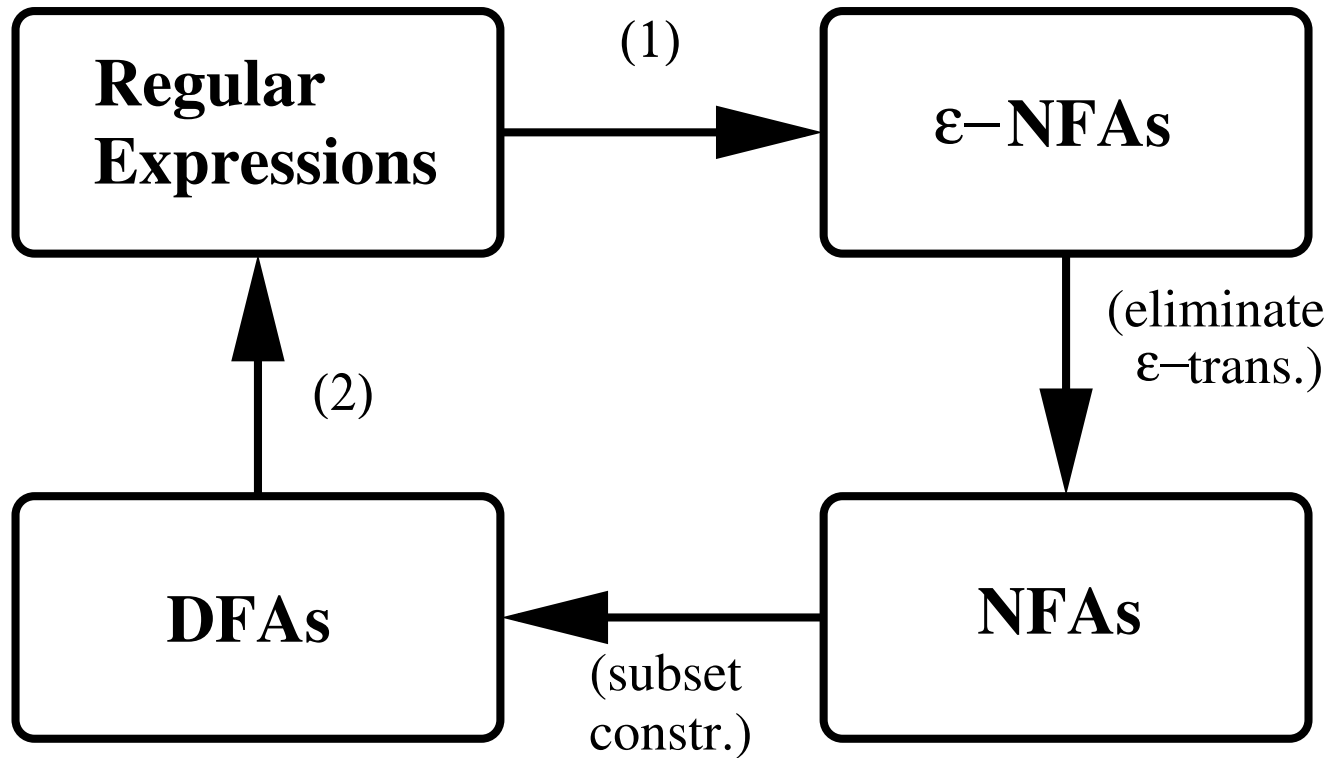 Regular
Expressions
(1)
ε–NFAs
(eliminate
ε–trans.)
(2)
DFAs
(subset
constr.)
NFAs